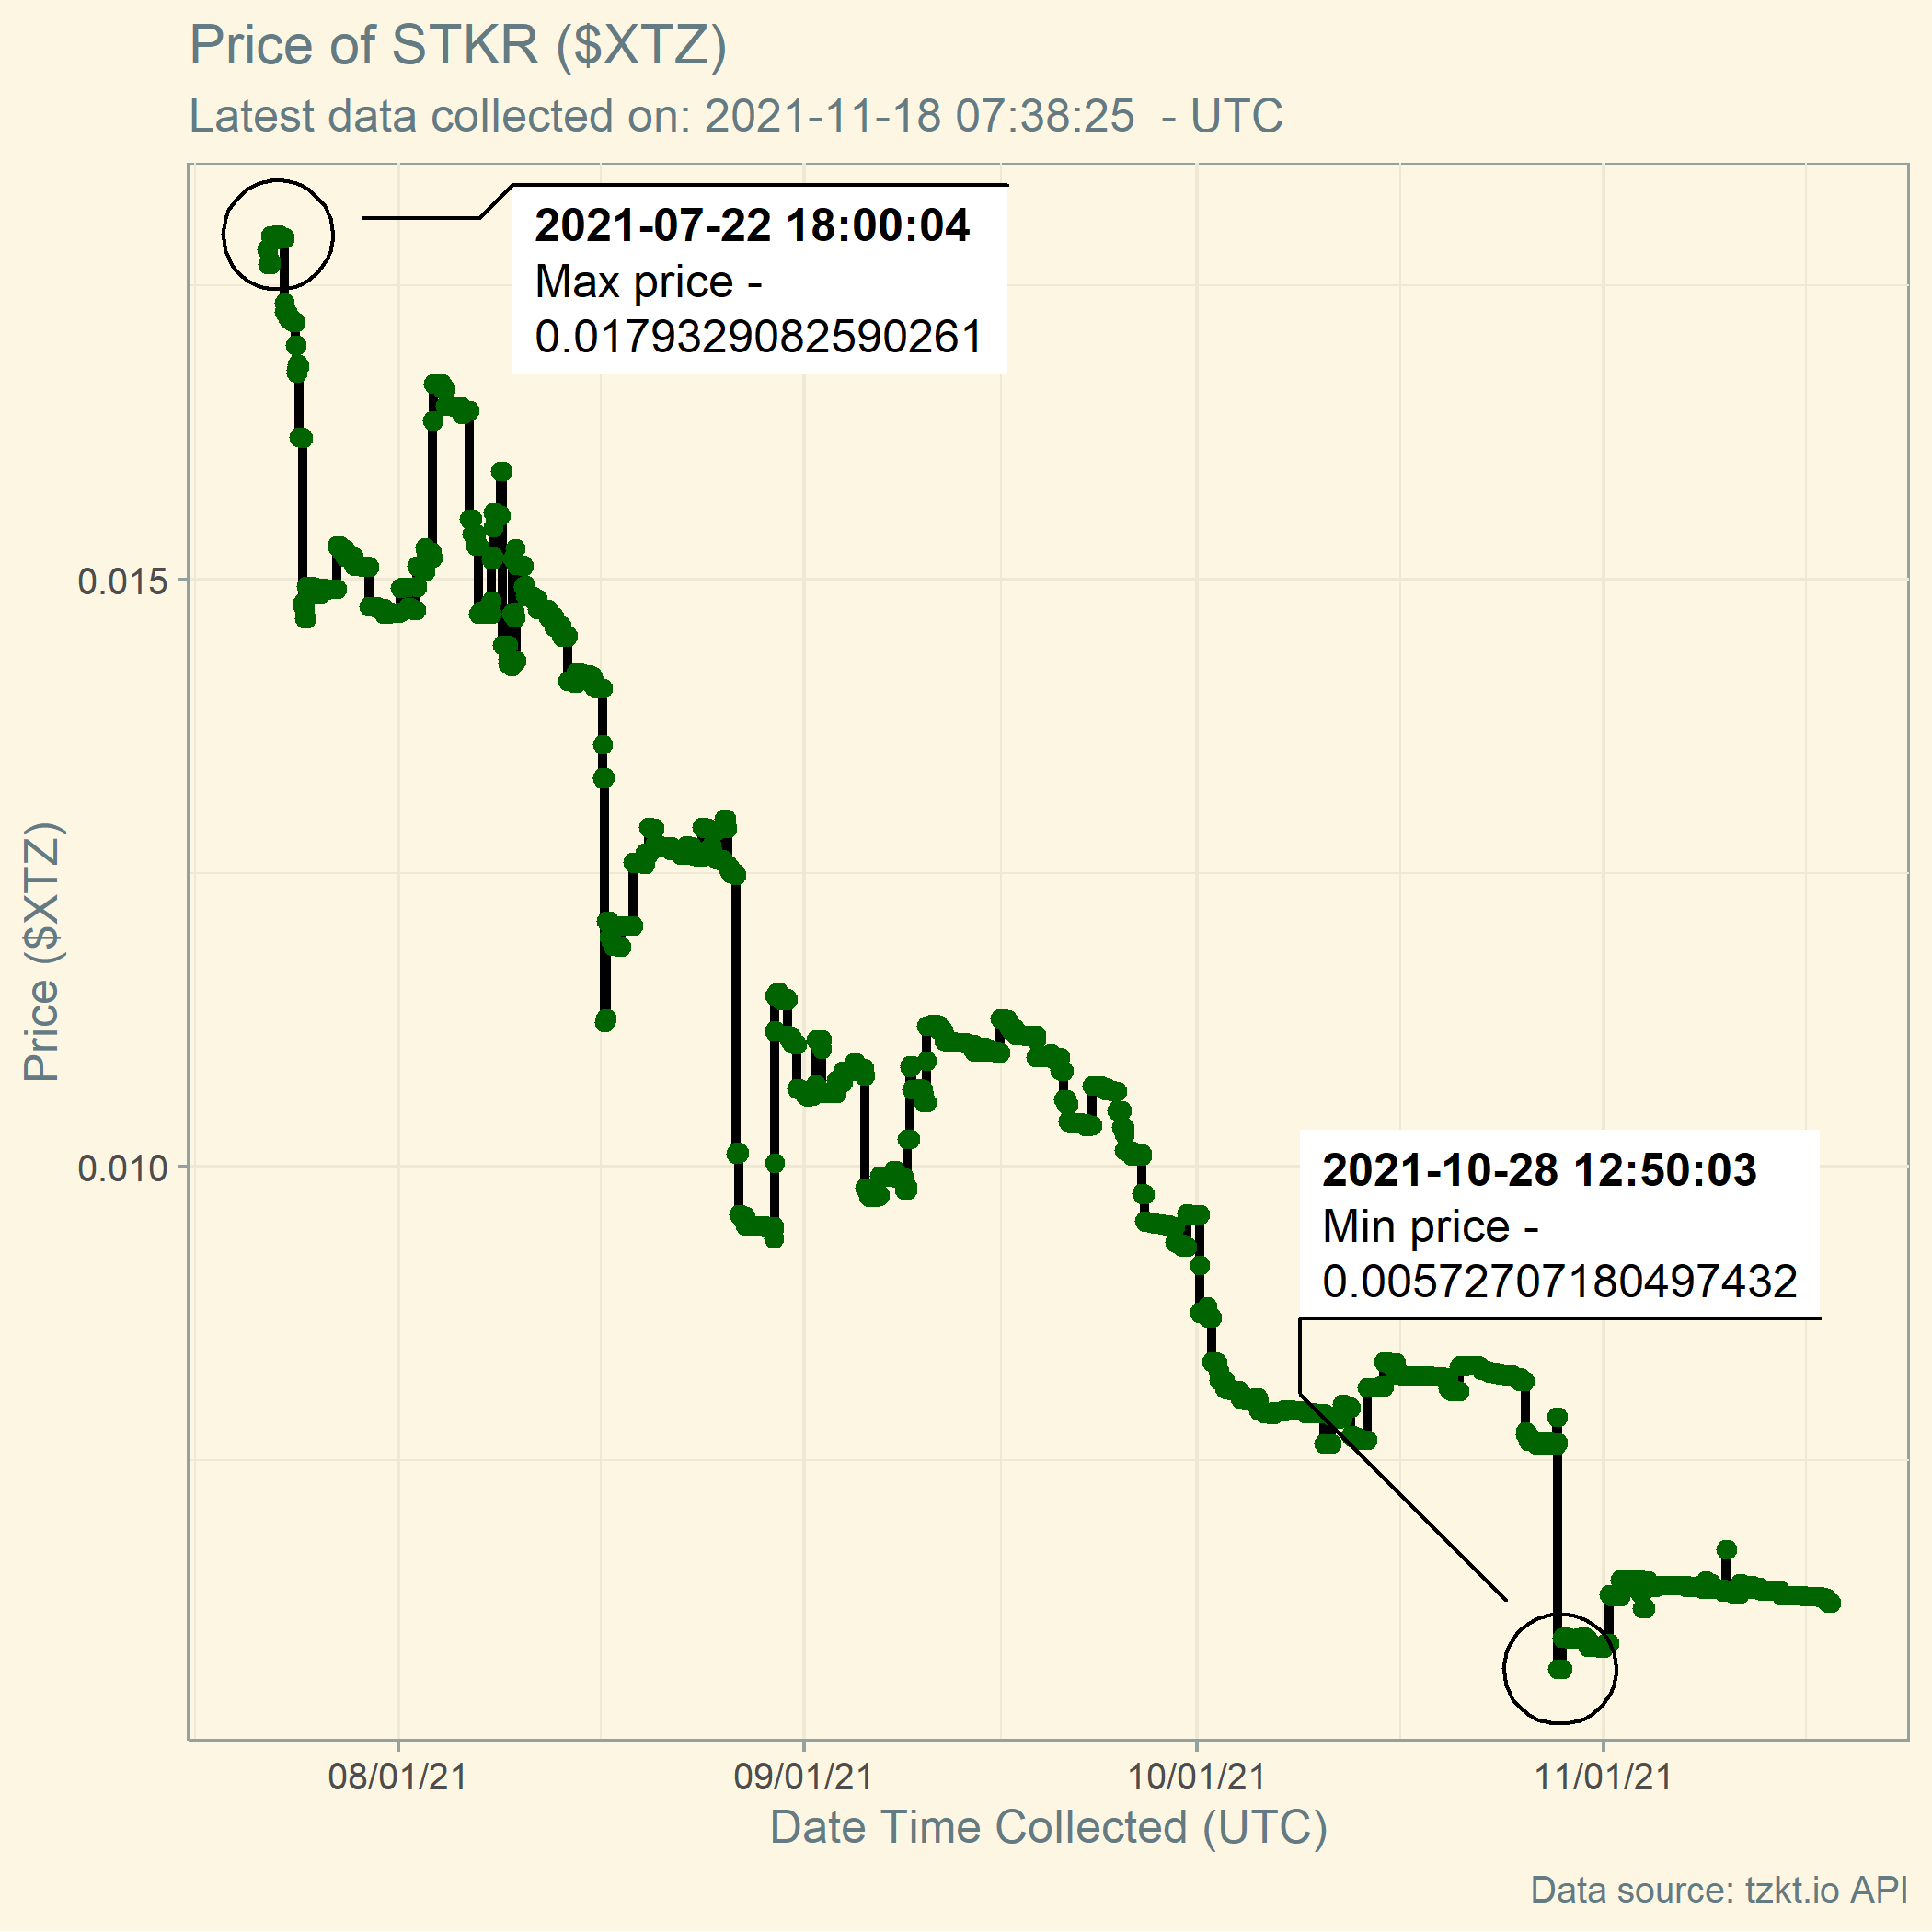 Price of STKR ($XTZ)
Latest data collected on: 2021-11-18 07:38:25  - UTC
2021-07-22 18:00:04
Max price -
0.0179329082590261
0.015
Price ($XTZ)
0.010
2021-10-28 12:50:03
Min price -
0.00572707180497432
08/01/21
09/01/21
10/01/21
11/01/21
Date Time Collected (UTC)
Data source: tzkt.io API